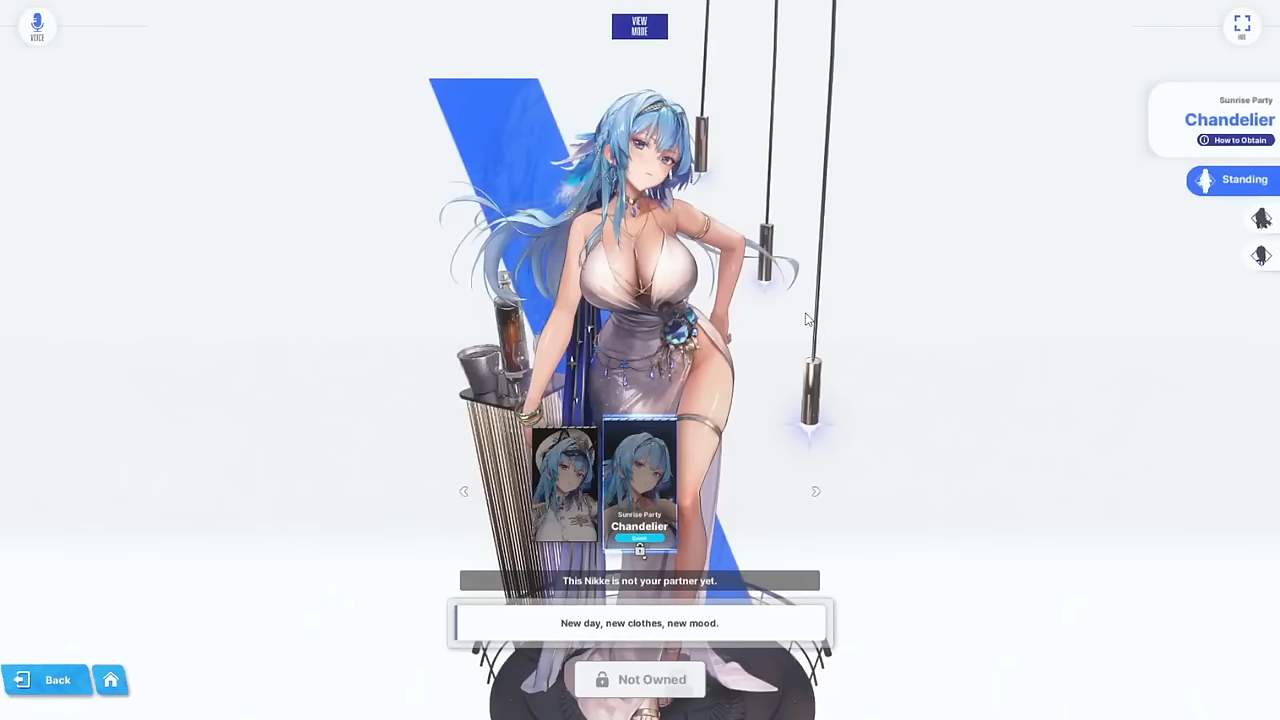 VOICE
VIEW
MODE
Sunrise Party
Chandelier
How to Obtain
Standing
Sunrise Party
Chandelier
Event
This Nikke is not your partner yet.
New day, new clothes, new mood.
Back
Not Owned